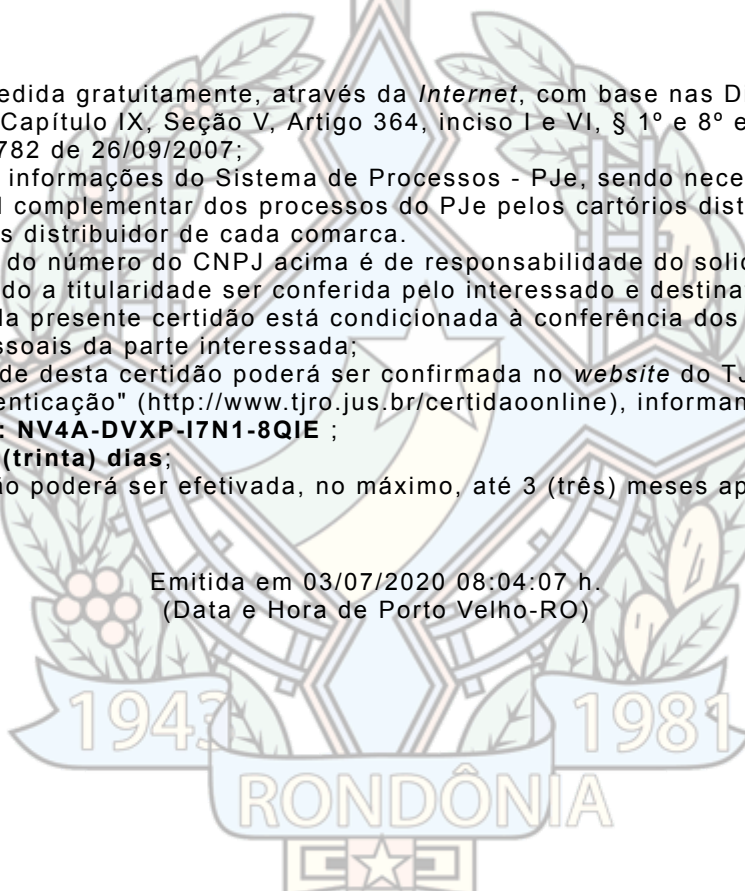 edida gratuitamente, através da Internet, com base nas D
Capítulo IX, Seção V, Artigo 364, inciso I e VI, § 1º e 8º e
782 de 26/09/2007;
informações do Sistema de Processos - PJe, sendo nece
l complementar dos processos do PJe pelos cartórios dist
s distribuidor de cada comarca.
do número do CNPJ acima é de responsabilidade do solic
do a titularidade ser conferida pelo interessado e destina
da presente certidão está condicionada à conferência dos
ssoais da parte interessada;
de desta certidão poderá ser confirmada no website do TJ
enticação" (http://www.tjro.jus.br/certidaoonline), informan
: NV4A-DVXP-I7N1-8QIE ;
(trinta) dias;
ão poderá ser efetivada, no máximo, até 3 (três) meses ap
Emitida em 03/07/2020 08:04:07 h.
(Data e Hora de Porto Velho-RO)
1943 1981
RONDÔNIA